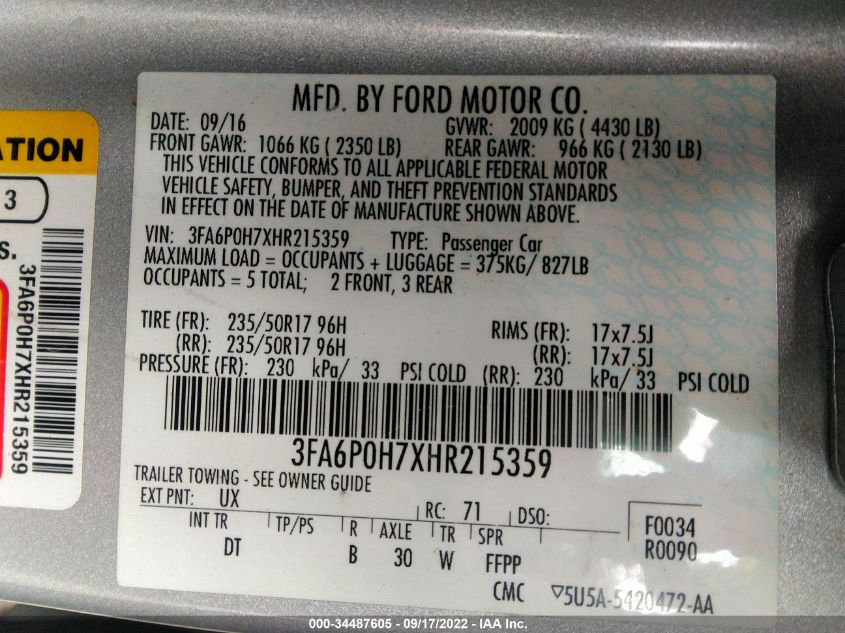 MFD. BY FORD MOTOR CO.
DATE: 09/16 GVWR: 2009 KG ( 4430 LB)
FRONT GAWR: 1066 KG ( 2350 LB) REAR GAWR: 966 KG ( 2130 LB)
THIS VEHICLE CONFORMS TO ALL APPLICABLE FEDERAL MOTOR
VEHICLE SAFETY, BUMPER, AND THEFT PREVENTION STANDARDS
IN EFFECT ON THE DATE OF MANUFACTURE SHOWN ABOVE.
VIN: 3FA6P0H7XHR215359 TYPE: Passenger Car
MAXIMUM LOAD = OCCUPANTS + LUGGAGE = 375KG/ 827LB
OCCUPANTS = 5 TOTAL; 2 FRONT, 3 REAR
TIRE (FR): 235/50R17 96H RIMS (FR): 17x7.5J
(RR): 235/50R17 96H (RR): 17x7.5J
PRESSURE (FR): 230 kPa/ 33 PSI COLD (RR): 230 kPa/ 33 PSI COLD
3FA6P0H7XHR215359
TRAILER TOWING - SEE OWNER GUIDE
EXT PNT: UX RC: 71 DSO:
INT TR TP/PS R AXLE TR SPR F0034
DT B 30 W FFPP R0090
CMC ▽5U5A-5420472-AA
ATION
3
S.
3FA6P0H7XHR215359
000-34487605 - 09/17/2022 - IAA Inc.